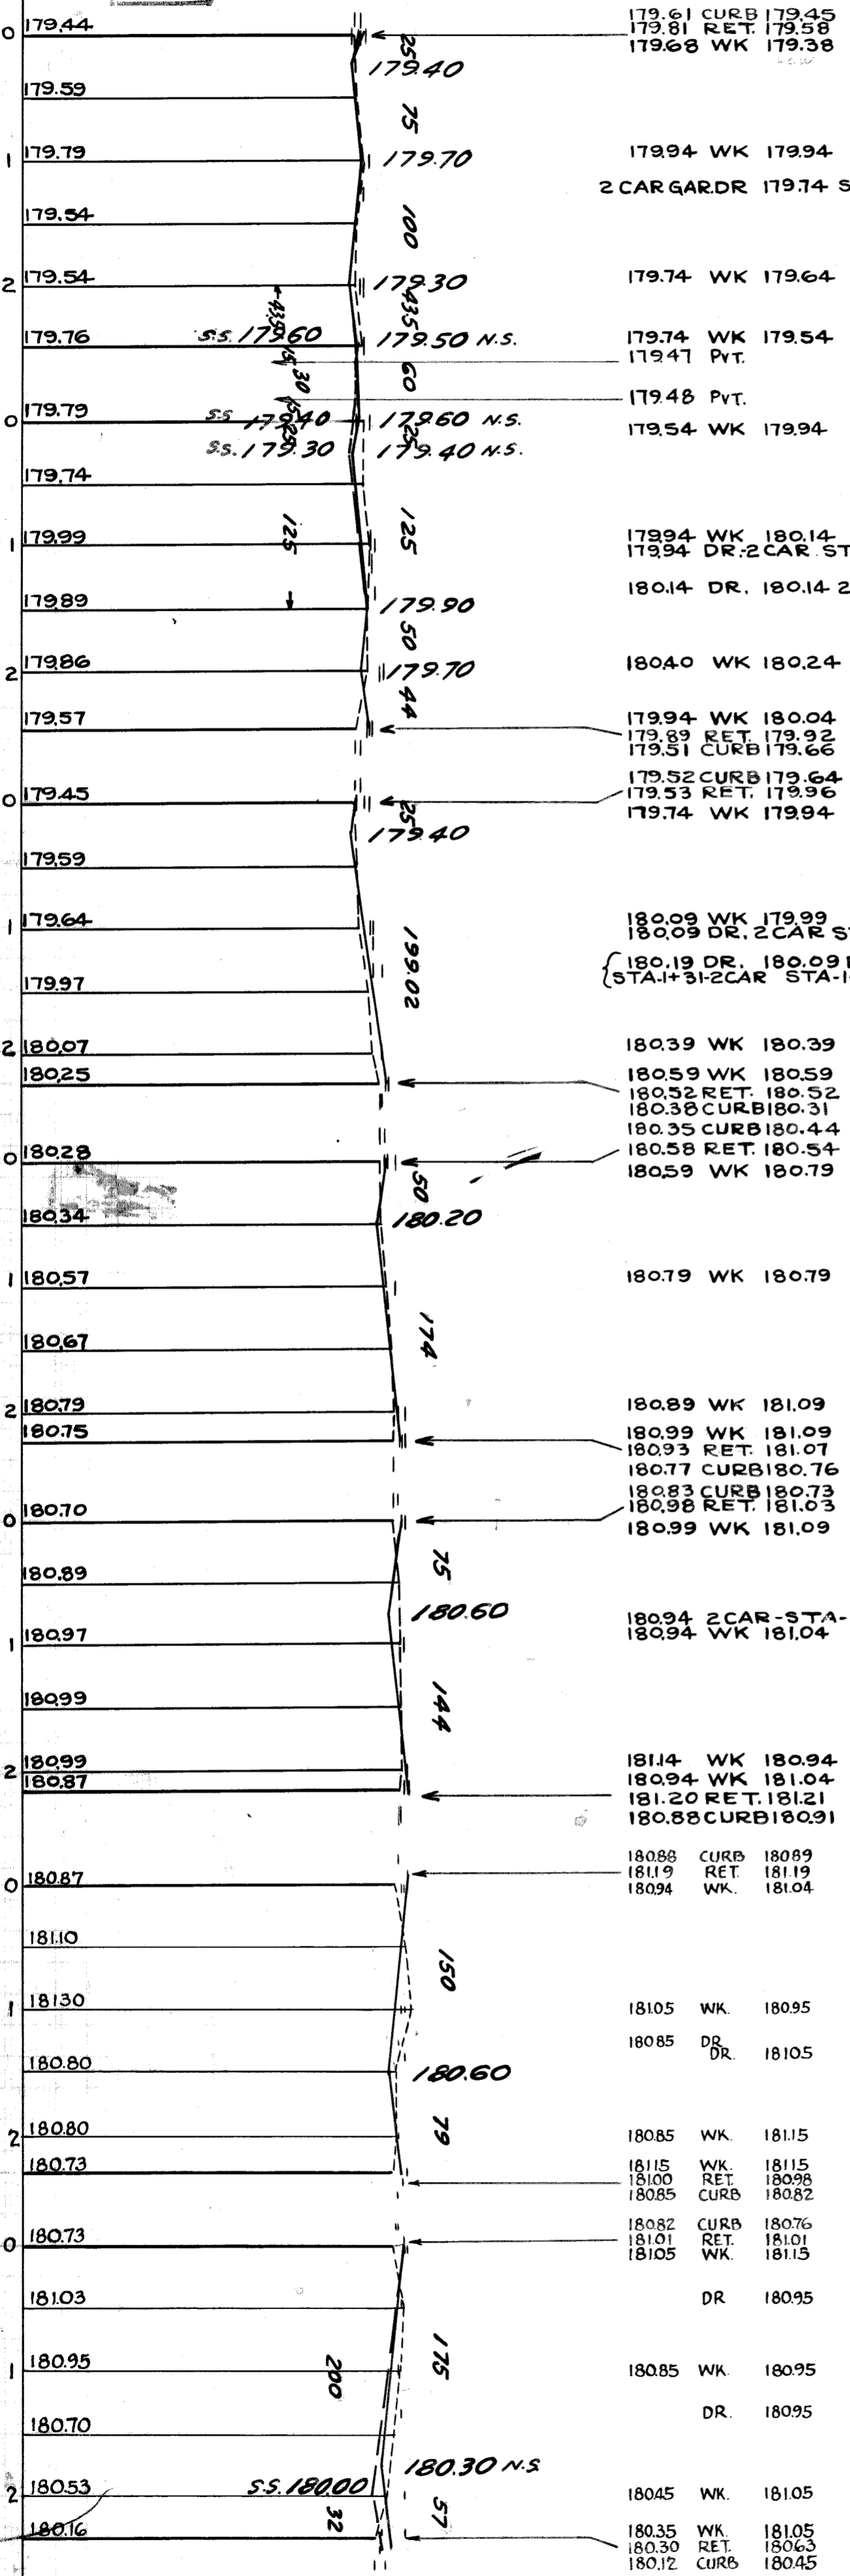 179.61 CURB 179.45
0 179.44 179.81 RET. 179.58
25 179.68 WK 179.38
179.40
179.59
75
1 179.79 179.70 179.94 WK 179.94
2 CAR GAR.DR 179.74 S
179.54 100
2 179.54 179.30 179.74 WK 179.64
43.5 43.5
179.76 S.S. 179.60 179.50 N.S. 179.74 WK 179.54
15 179.47 PVT.
30 60
15 179.48 PVT.
0 179.79 S.S 179.40 179.60 N.S. 179.54 WK 179.94
25 25
S.S. 179.30 179.40 N.S.
179.74
1 179.99 125 125 179.94 WK 180.14
179.94 DR.-2 CAR ST
180.14 DR. 180.14 2
179.89 179.90
50
2 179.86 179.70 180.40 WK 180.24
44
179.57 179.94 WK 180.04
179.89 RET. 179.92
179.51 CURB 179.66
179.52 CURB 179.64
0 179.45 179.53 RET. 179.96
25 179.74 WK 179.94
179.40
179.59
1 179.64 180.09 WK 179.99
180.09 DR. 2 CAR S
199.02 180.19 DR. 180.09
STA-1+31-2CAR STA-1
179.97
2 180.07 180.39 WK 180.39
180.25 180.59 WK 180.59
180.52 RET. 180.52
180.38 CURB 180.31
180.35 CURB 180.44
0 180.28 180.58 RET. 180.54
50 180.59 WK 180.79
180.34 180.20
1 180.57 180.79 WK 180.79
174
180.67
2 180.79 180.89 WK 181.09
180.75 180.99 WK 181.09
180.93 RET. 181.07
180.77 CURB 180.76
180.83 CURB 180.73
0 180.70 180.98 RET. 181.03
180.99 WK 181.09
75
180.89
180.60
180.94 2CAR-STA-
1 180.97 180.94 WK 181.04
180.99 144
2 180.99 181.14 WK 180.94
180.87 180.94 WK 181.04
181.20 RET. 181.21
180.88 CURB 180.91
180.88 CURB 180.89
181.19 RET. 181.19
0 180.87 180.94 WK. 181.04
181.10
150
1 181.30 181.05 WK. 180.95
180.85 DR
DR. 181.05
180.80 180.60
2 180.80 79 180.85 WK. 181.15
180.73 181.15 WK. 181.15
181.00 RET. 180.98
180.85 CURB 180.82
180.82 CURB 180.76
0 180.73 181.01 RET. 181.01
181.05 WK. 181.15
181.03 DR 180.95
1 180.95 200 175 180.85 WK. 180.95
DR. 180.95
180.70
180.30 N.S
2 180.53 S.S. 180.00 180.45 WK. 181.05
32 57
180.16 180.35 WK. 181.05
180.30 RET. 180.63
180.12 CURB 180.45